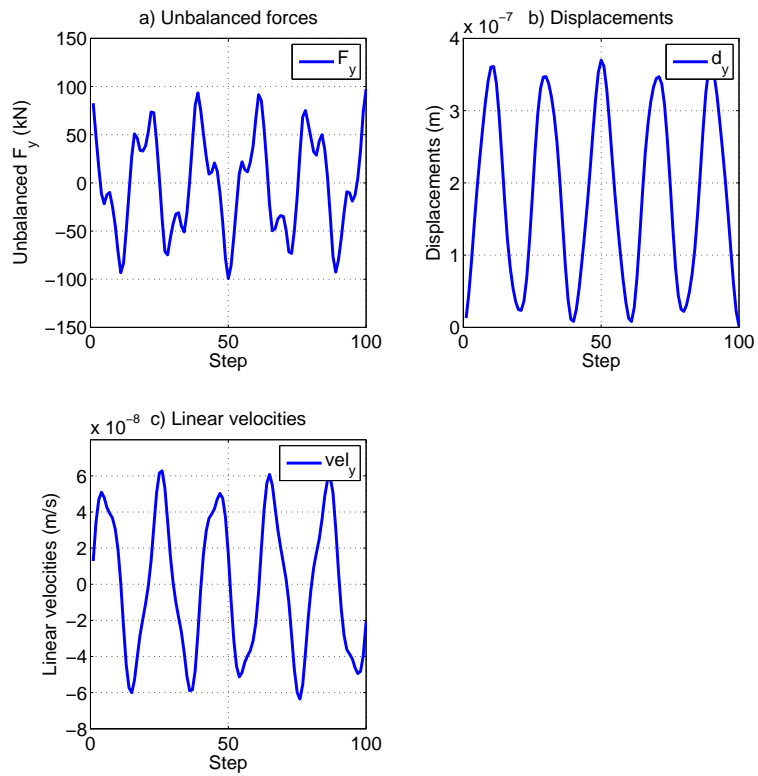 a) Unbalanced forces
150
100
50
0
−50
−100
−150
0
50
100
Unbalanced F_y (kN)
Step
F_y
b) Displacements
x 10^−7
4
3
2
1
0
0
50
100
Displacements (m)
Step
d_y
c) Linear velocities
x 10^−8
6
4
2
0
−2
−4
−6
−8
0
50
100
Linear velocities (m/s)
Step
vel_y